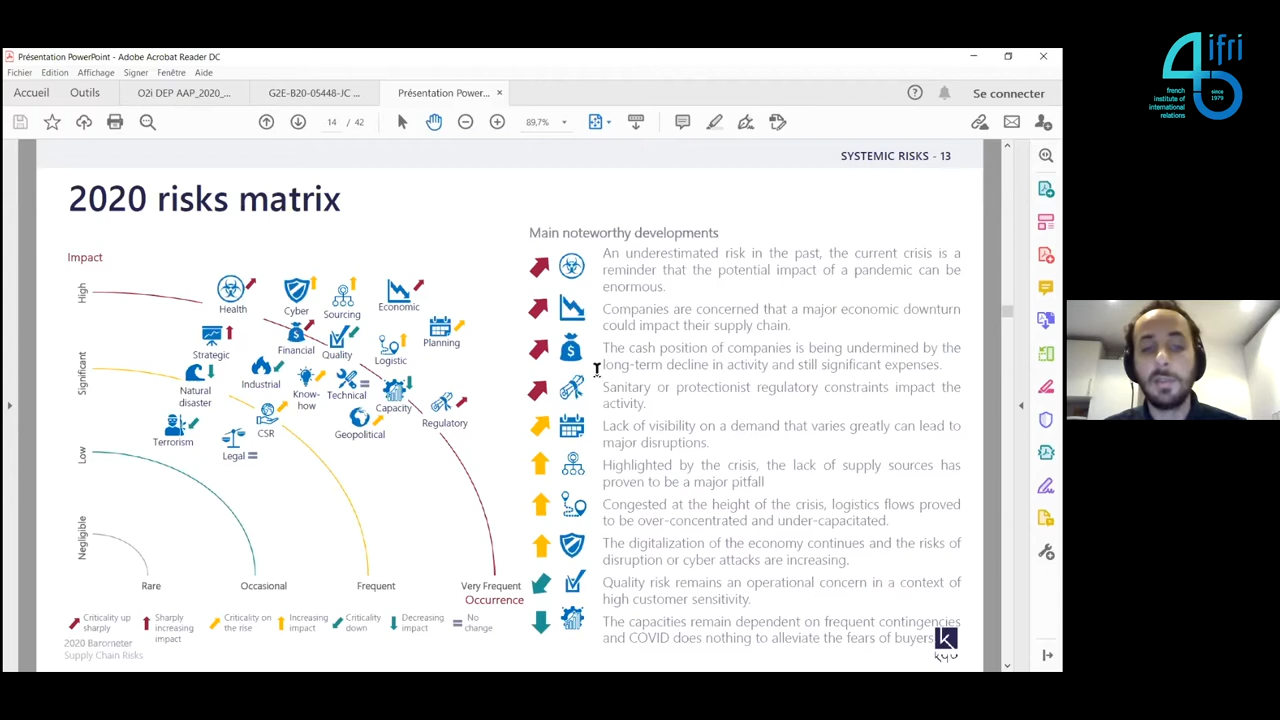 Présentation PowerPoint - Adobe Acrobat Reader DC
Fichier Edition Affichage Signer Fenêtre Aide
Accueil Outils O2i DEP AAP_2020_... G2E-B20-05448-JC ... Présentation Power... × Se connecter
14 / 42 89,7%
SYSTEMIC RISKS - 13
2020 risks matrix
Impact
High
Significant
Low
Negligible
Health
Cyber
Sourcing
Economic
Strategic
Financial
Quality
Logistic
Planning
Natural
disaster
Industrial
Know-
how
Technical
Capacity
Terrorism
CSR
Legal
Geopolitical
Regulatory
Rare Occasional Frequent Very Frequent
Occurrence
Criticality up
sharply
Sharply
increasing
impact
Criticality on
the rise
Increasing
impact
Criticality
down
Decreasing
impact
No
change
2020 Barometer
Supply Chain Risks
Main noteworthy developments
An underestimated risk in the past, the current crisis is a
reminder that the potential impact of a pandemic can be
enormous.
Companies are concerned that a major economic downturn
could impact their supply chain.
The cash position of companies is being undermined by the
long-term decline in activity and still significant expenses.
Sanitary or protectionist regulatory constraints impact the
activity.
Lack of visibility on a demand that varies greatly can lead to
major disruptions.
Highlighted by the crisis, the lack of supply sources has
proven to be a major pitfall
Congested at the height of the crisis, logistics flows proved
to be over-concentrated and under-capacitated.
The digitalization of the economy continues and the risks of
disruption or cyber attacks are increasing.
Quality risk remains an operational concern in a context of
high customer sensitivity.
The capacities remain dependent on frequent contingencies
and COVID does nothing to alleviate the fears of buyers
kyu
ifri
40
french
institute of
international
relations
since
1979